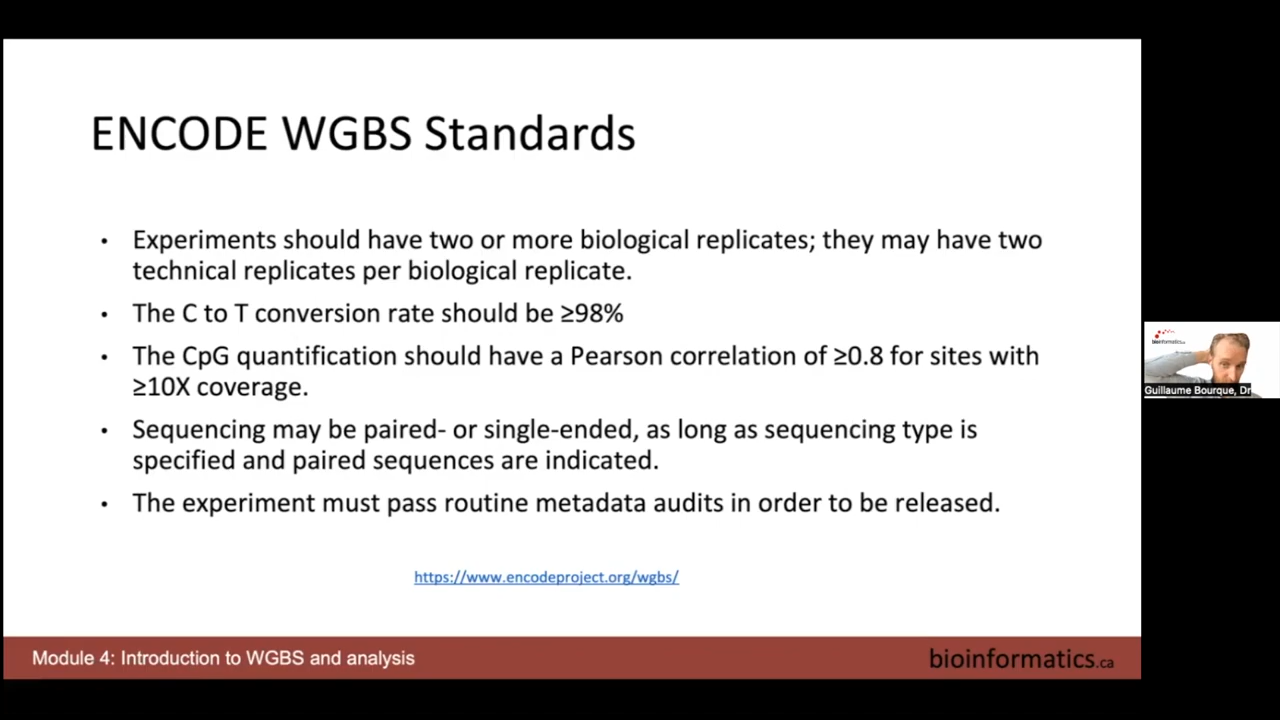 ENCODE WGBS Standards
• Experiments should have two or more biological replicates; they may have two
technical replicates per biological replicate.
• The C to T conversion rate should be ≥98%
• The CpG quantification should have a Pearson correlation of ≥0.8 for sites with
≥10X coverage.
• Sequencing may be paired- or single-ended, as long as sequencing type is
specified and paired sequences are indicated.
• The experiment must pass routine metadata audits in order to be released.
https://www.encodeproject.org/wgbs/
Module 4: Introduction to WGBS and analysis
bioinformatics.ca
bioinformatics.ca
Guillaume Bourque, Dr